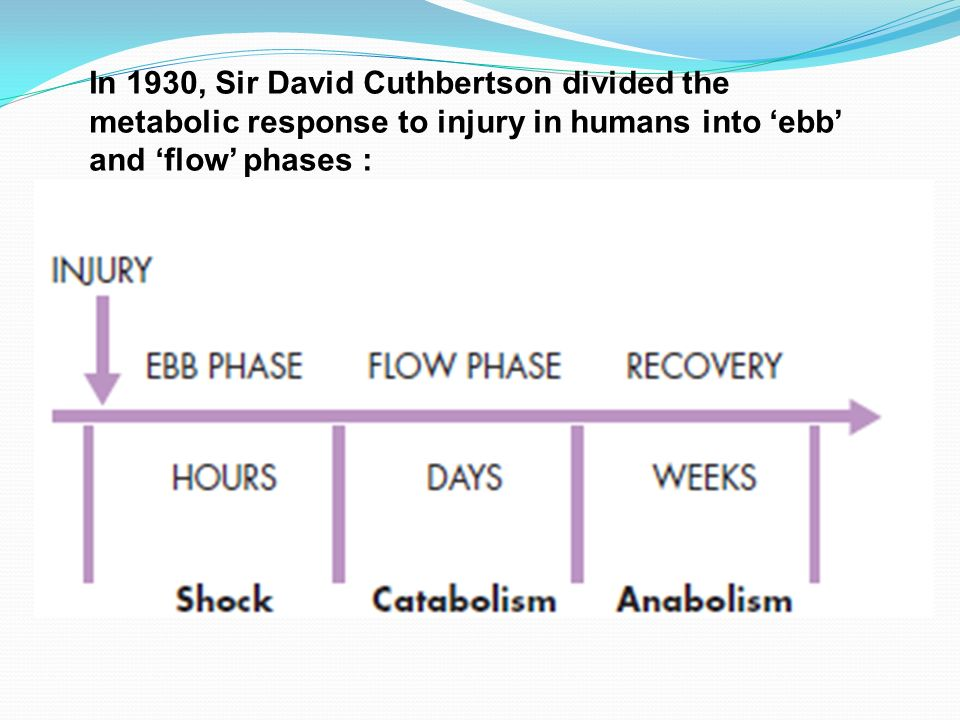 In 1930, Sir David Cuthbertson divided the
metabolic response to injury in humans into ‘ebb’
and ‘flow’ phases :
INJURY
EBB PHASE FLOW PHASE RECOVERY
HOURS DAYS WEEKS
Shock Catabolism Anabolism